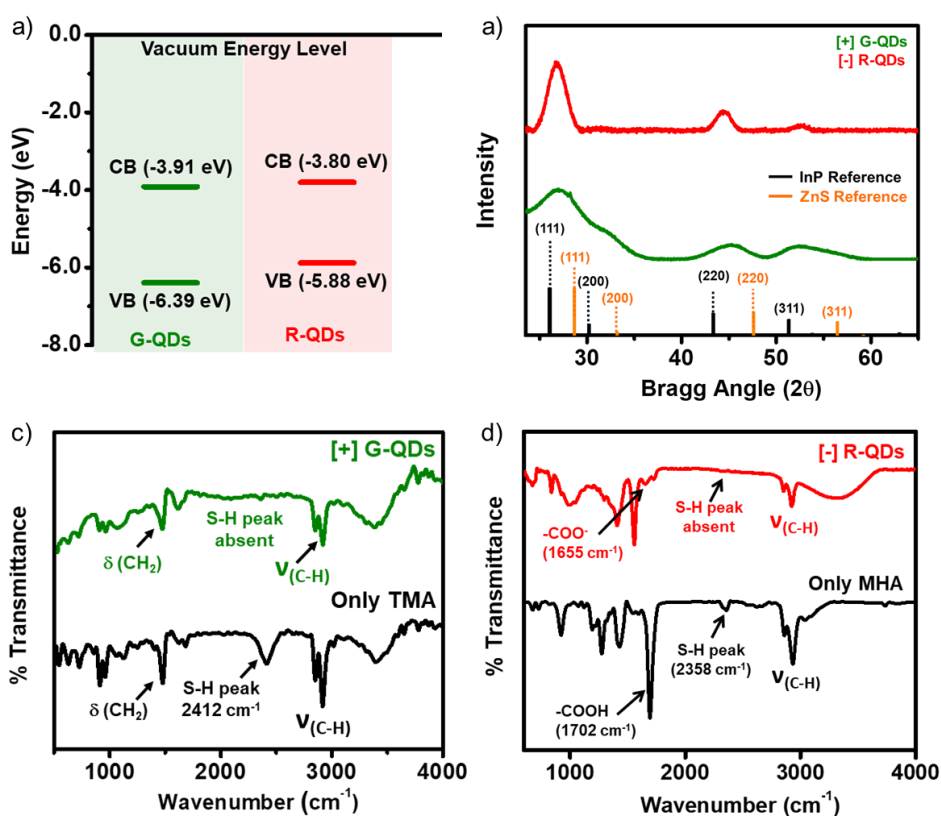 a)
0.0
-2.0
-4.0
-6.0
-8.0
Energy (eV)
Vacuum Energy Level
CB (-3.91 eV)
CB (-3.80 eV)
VB (-6.39 eV)
VB (-5.88 eV)
G-QDs
R-QDs
a)
[+] G-QDs
[-] R-QDs
InP Reference
ZnS Reference
Intensity
(111)
(111)
(200)
(200)
(220)
(220)
(311)
(311)
30
40
50
60
Bragg Angle (2θ)
c)
[+] G-QDs
S-H peak
absent
δ (CH₂)
ν(C-H)
Only TMA
δ (CH₂)
S-H peak
2412 cm⁻¹
ν(C-H)
% Transmittance
1000
2000
3000
4000
Wavenumber (cm⁻¹)
d)
[-] R-QDs
-COO⁻
(1655 cm⁻¹)
S-H peak
absent
ν(C-H)
Only MHA
S-H peak
(2358 cm⁻¹)
ν(C-H)
-COOH
(1702 cm⁻¹)
% Transmittance
1000
2000
3000
4000
Wavenumber (cm⁻¹)